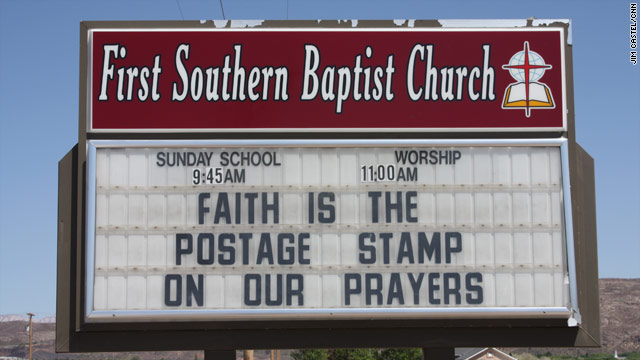 First Southern Baptist Church
SUNDAY SCHOOL WORSHIP
9:45AM 11:00AM
FAITH IS THE
POSTAGE STAMP
ON OUR PRAYERS
JIM CASTEL/CNN